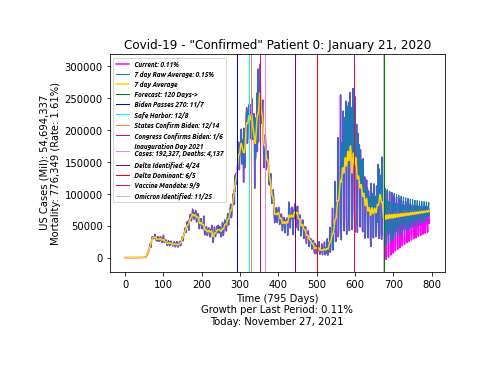 Covid-19 - "Confirmed" Patient 0: January 21, 2020
US Cases (Mil): 54,694,337
Mortality: 776,349 (Rate: 1.61%)
300000
250000
200000
150000
100000
50000
0
Current: 0.11%
7 day Raw Average: 0.15%
7 day Average
Forecast: 120 Days->
Biden Passes 270: 11/7
Safe Harbor: 12/8
States Confirm Biden: 12/14
Congress Confirms Biden: 1/6
Inauguration Day 2021
Cases: 192,327, Deaths: 4,137
Delta Identified: 4/24
Delta Dominant: 6/5
Vaccine Mandate: 9/9
Omicron Identified: 11/25
0 100 200 300 400 500 600 700 800
Time (795 Days)
Growth per Last Period: 0.11%
Today: November 27, 2021